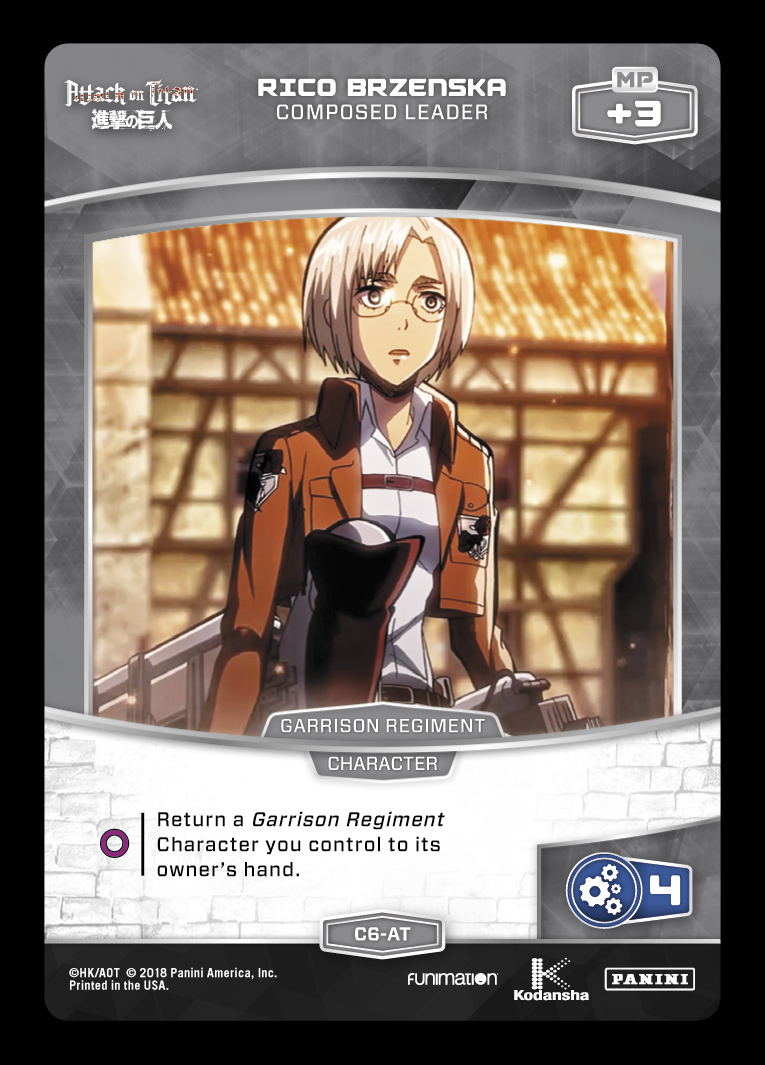 Attack on Titan
進撃の巨人
RICO BRZENSKA
COMPOSED LEADER
MP
+3
GARRISON REGIMENT
CHARACTER
Return a Garrison Regiment
Character you control to its
owner's hand.
4
C6-AT
©HK/AOT © 2018 Panini America, Inc.
Printed in the USA.
FUNIMATION
Kodansha
PANINI